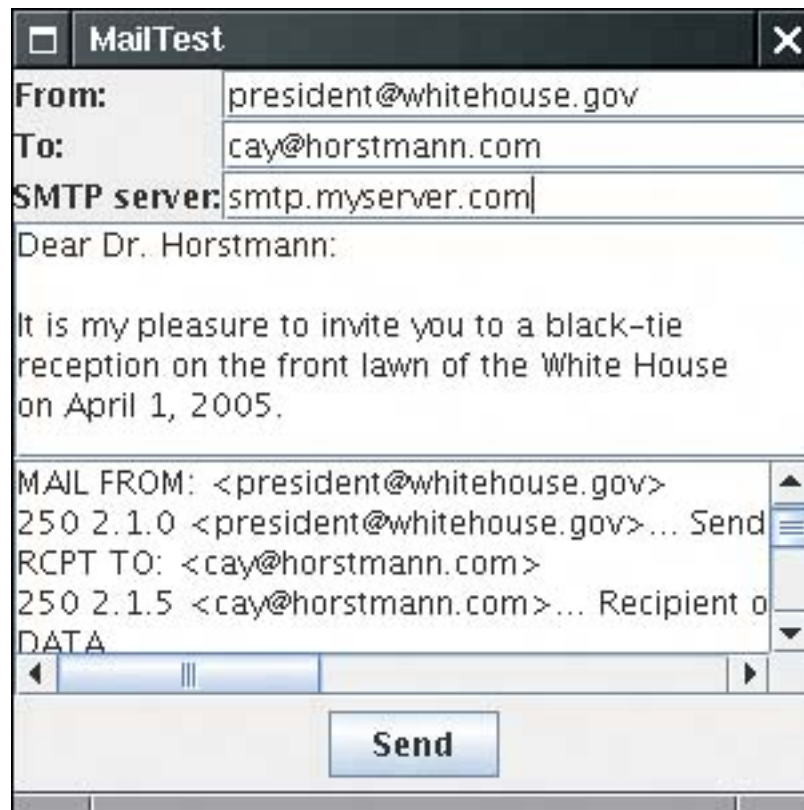 MailTest
From: president@whitehouse.gov
To: cay@horstmann.com
SMTP server: smtp.myserver.com
Dear Dr. Horstmann:
It is my pleasure to invite you to a black-tie
reception on the front lawn of the White House
on April 1, 2005.
MAIL FROM: <president@whitehouse.gov>
250 2.1.0 <president@whitehouse.gov>... Send
RCPT TO: <cay@horstmann.com>
250 2.1.5 <cay@horstmann.com>... Recipient o
DATA
Send